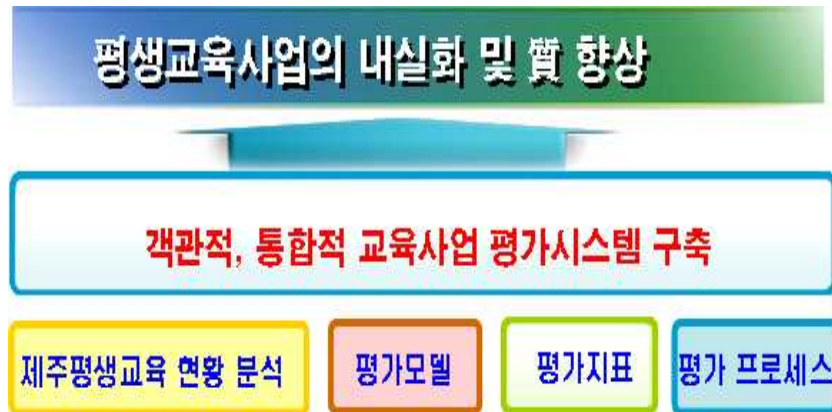 평생교육사업의 내실화 및 質 향상
객관적, 통합적 교육사업 평가시스템 구축
제주평생교육 현황 분석
평가모델
평가지표
평가 프로세스